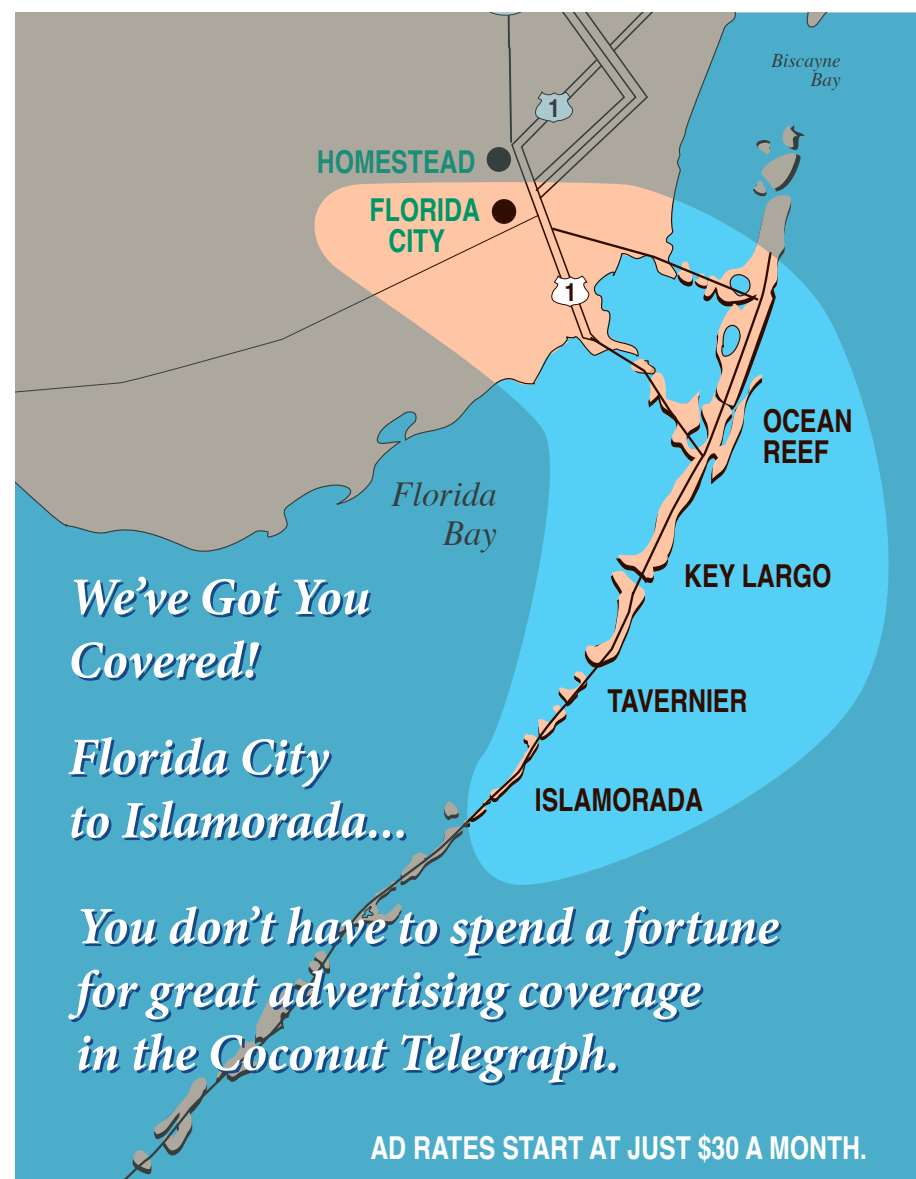 Biscayne
Bay
1
HOMESTEAD
FLORIDA
CITY
1
OCEAN
REEF
Florida
Bay
KEY LARGO
We’ve Got You
Covered!
TAVERNIER
Florida City
to Islamorada...
ISLAMORADA
You don’t have to spend a fortune
for great advertising coverage
in the Coconut Telegraph.
AD RATES START AT JUST $30 A MONTH.